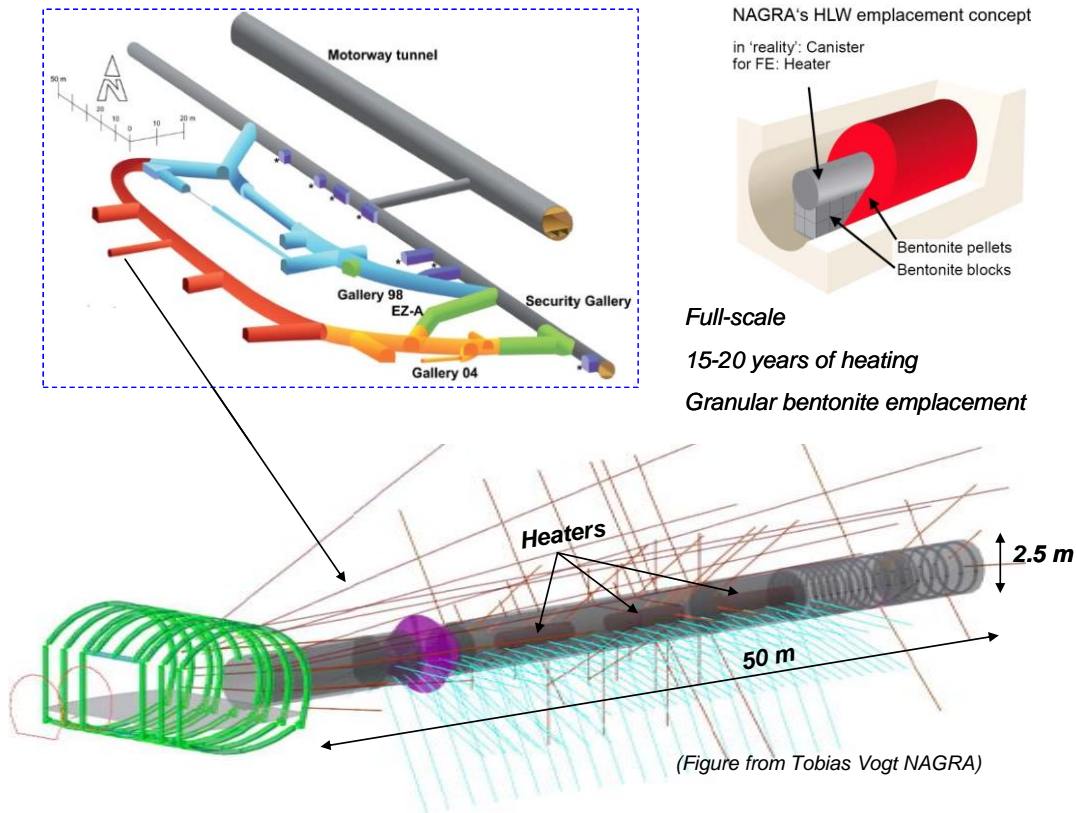 NAGRA‘s HLW emplacement concept
in ‘reality’: Canister
for FE: Heater
Bentonite pellets
Bentonite blocks
Motorway tunnel
N
50 m
20
10
0
10
20 m
*
*
*
*
*
*
*
Gallery 98
EZ-A
Security Gallery
Gallery 04
Full-scale
15-20 years of heating
Granular bentonite emplacement
Heaters
2.5 m
50 m
(Figure from Tobias Vogt NAGRA)